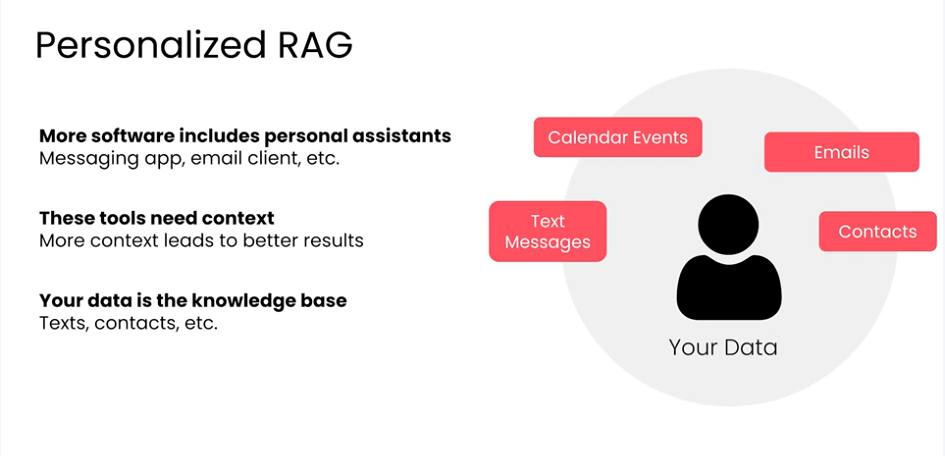 Personalized RAG
More software includes personal assistants
Messaging app, email client, etc.
These tools need context
More context leads to better results
Your data is the knowledge base
Texts, contacts, etc.
Calendar Events
Emails
Text
Messages
Contacts
Your Data